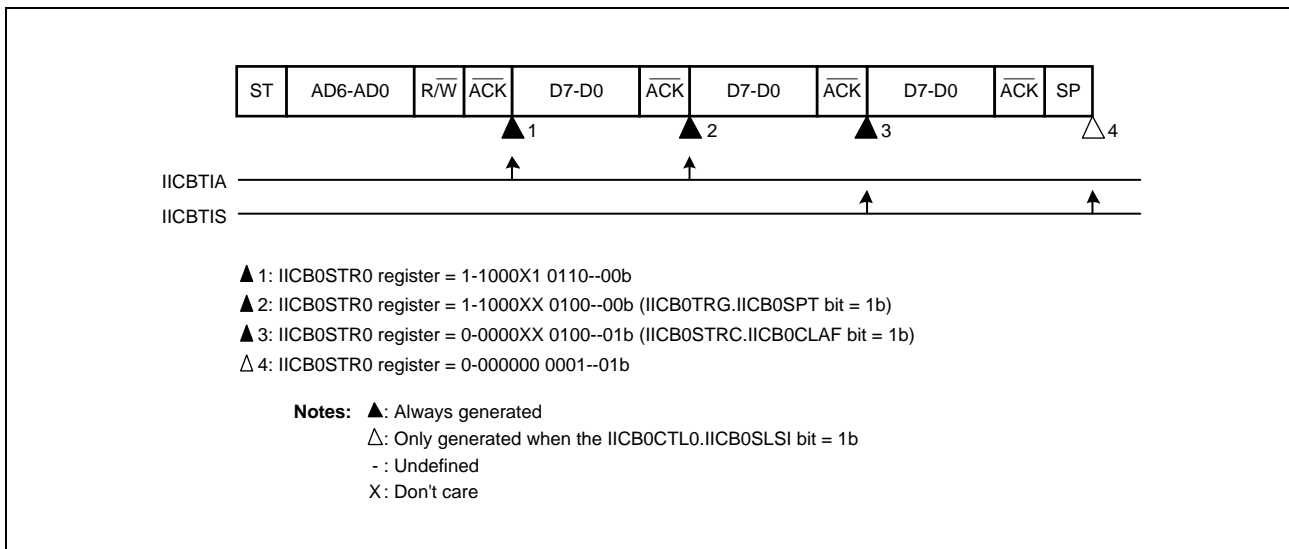 ST AD6-AD0 R/W ACK D7-D0 ACK D7-D0 ACK D7-D0 ACK SP
1 2 3 4
IICBTIA
IICBTIS
▲ 1: IICB0STR0 register = 1-1000X1 0110--00b
▲ 2: IICB0STR0 register = 1-1000XX 0100--00b (IICB0TRG.IICB0SPT bit = 1b)
▲ 3: IICB0STR0 register = 0-0000XX 0100--01b (IICB0STRC.IICB0CLAF bit = 1b)
△ 4: IICB0STR0 register = 0-000000 0001--01b
Notes: ▲: Always generated
△: Only generated when the IICB0CTL0.IICB0SLSI bit = 1b
- : Undefined
X : Don't care